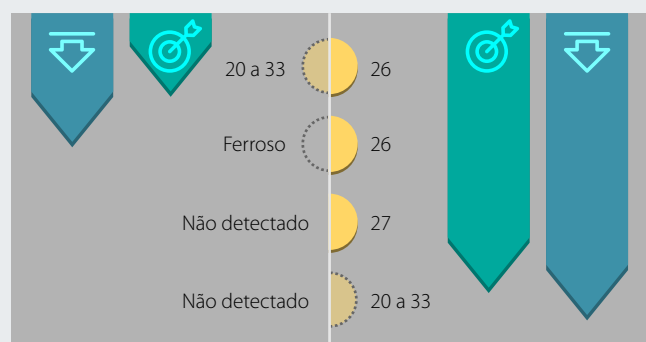 20 a 33 26
Ferroso 26
Não detectado 27
Não detectado 20 a 33